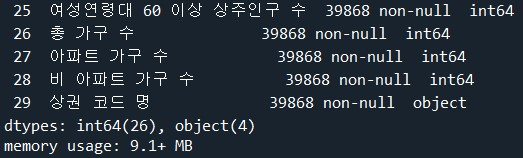 25 여성연령대 60 이상 상주인구 수 39868 non-null int64
26 총 가구 수 39868 non-null int64
27 아파트 가구 수 39868 non-null int64
28 비 아파트 가구 수 39868 non-null int64
29 상권 코드 명 39868 non-null object
dtypes: int64(26), object(4)
memory usage: 9.1+ MB